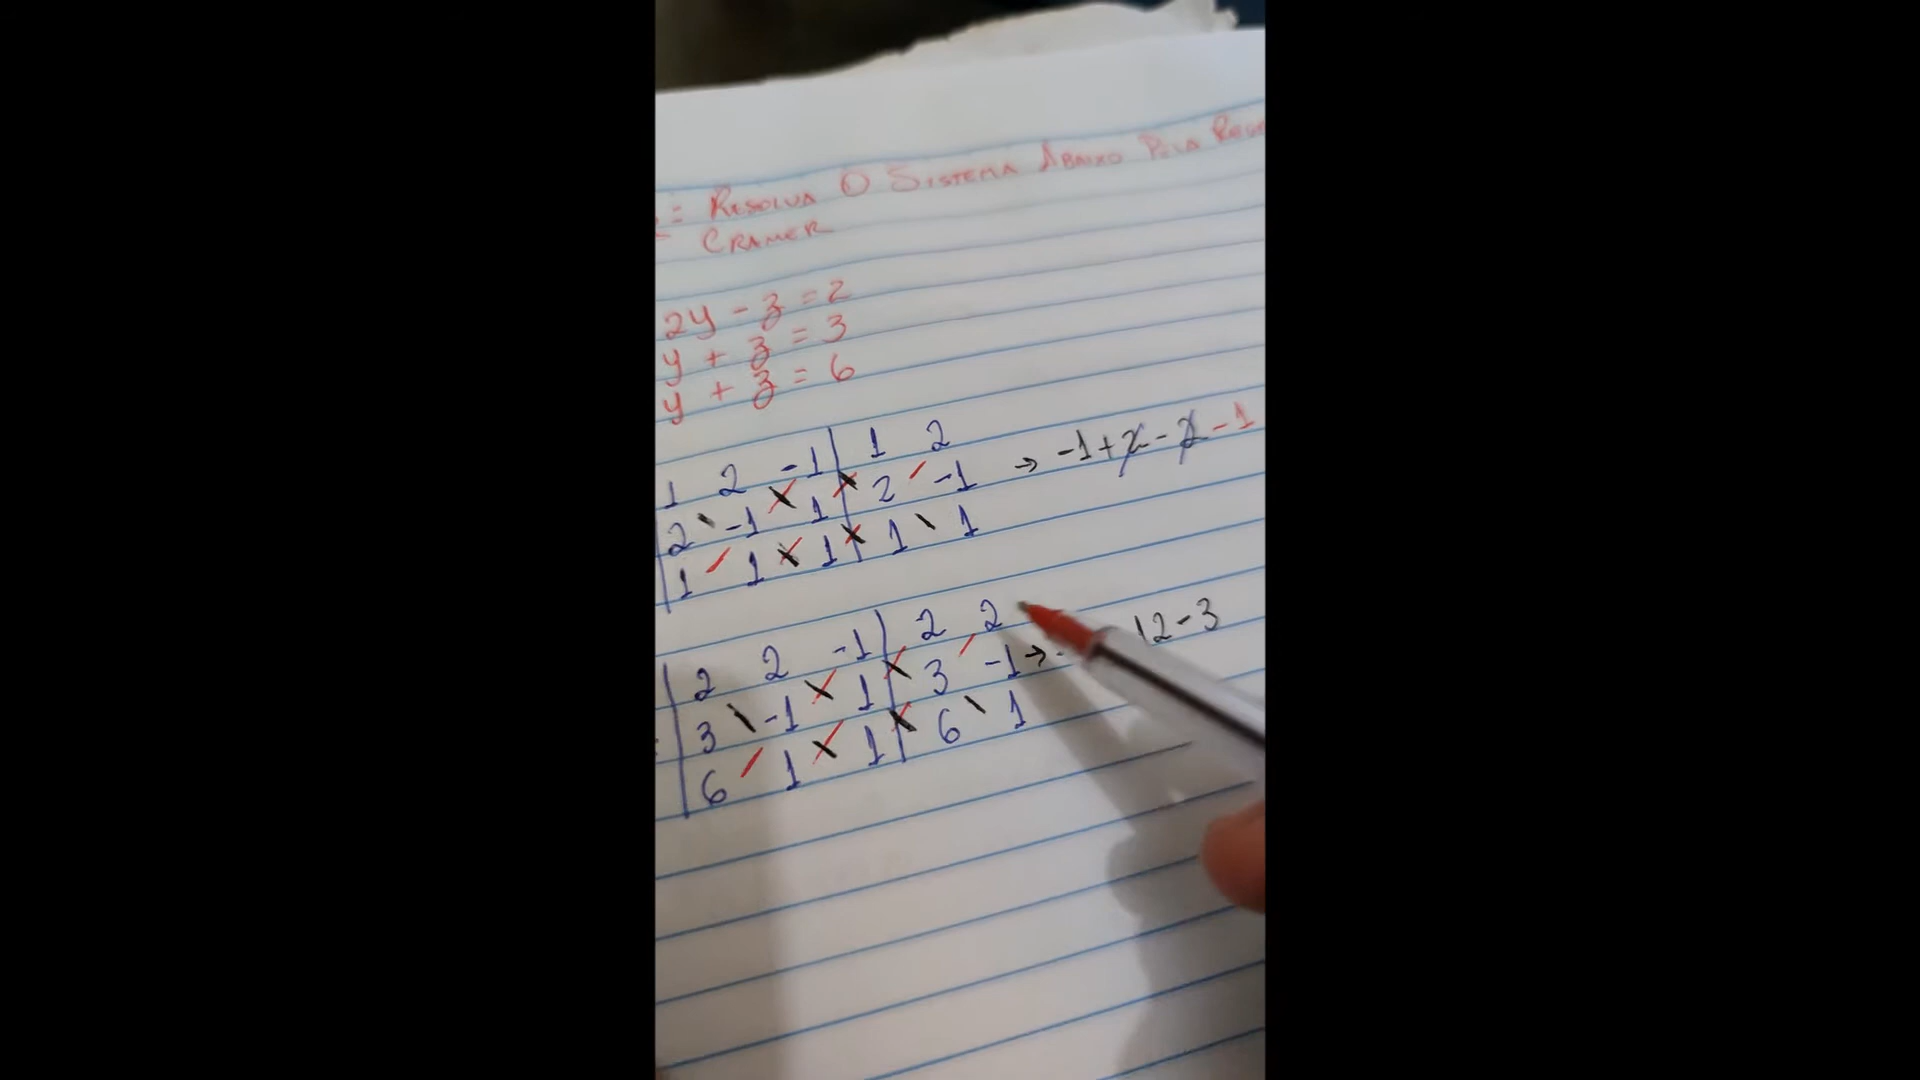 = RESOLVA O SISTEMA ABAIXO PELA
CRAMER
2y - z = 2
y + z = 3
y + z = 6
1 2 -1 | 1 2
2 -1 1 | 2 -1 → -1 + 2 - 2 - 1
1 1 1 | 1 1
2 2 -1 | 2 2
3 -1 1 | 3 -1 → - 12 - 3
6 1 1 | 6 1